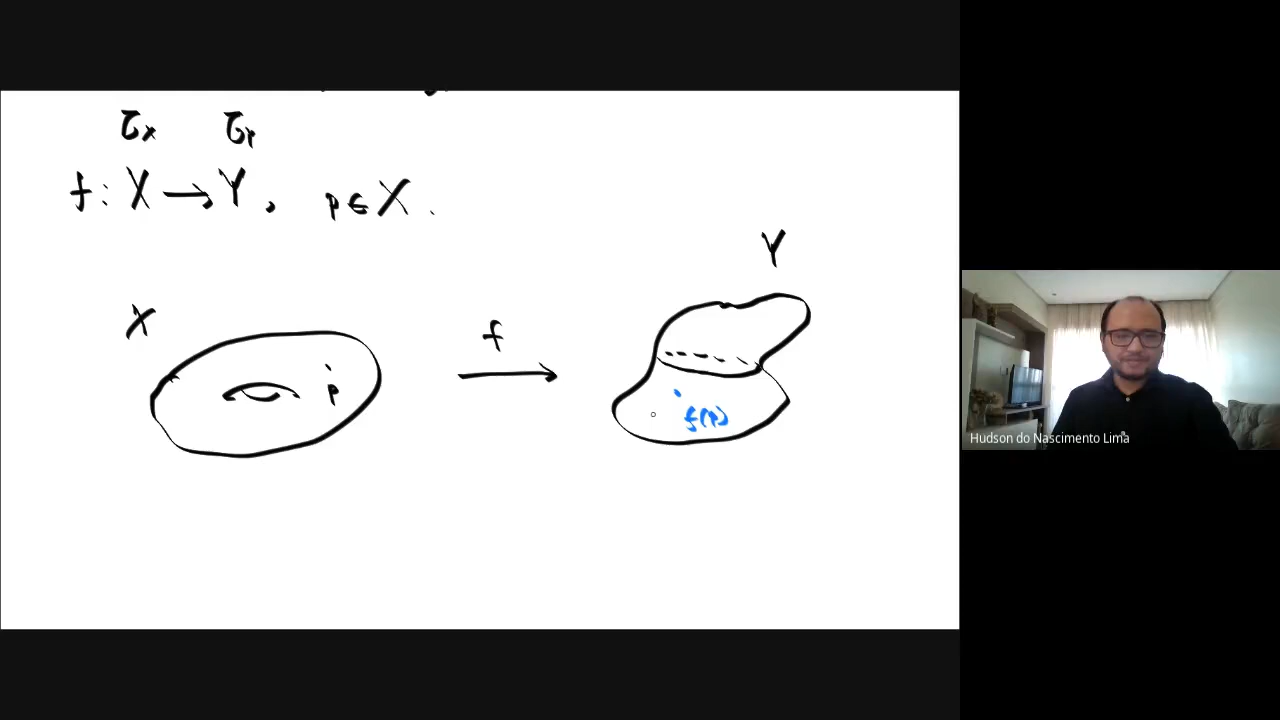 τx τY
f: X → Y, p ∈ X.
Y
X
f
p
f(p)
Hudson do Nascimento Lima